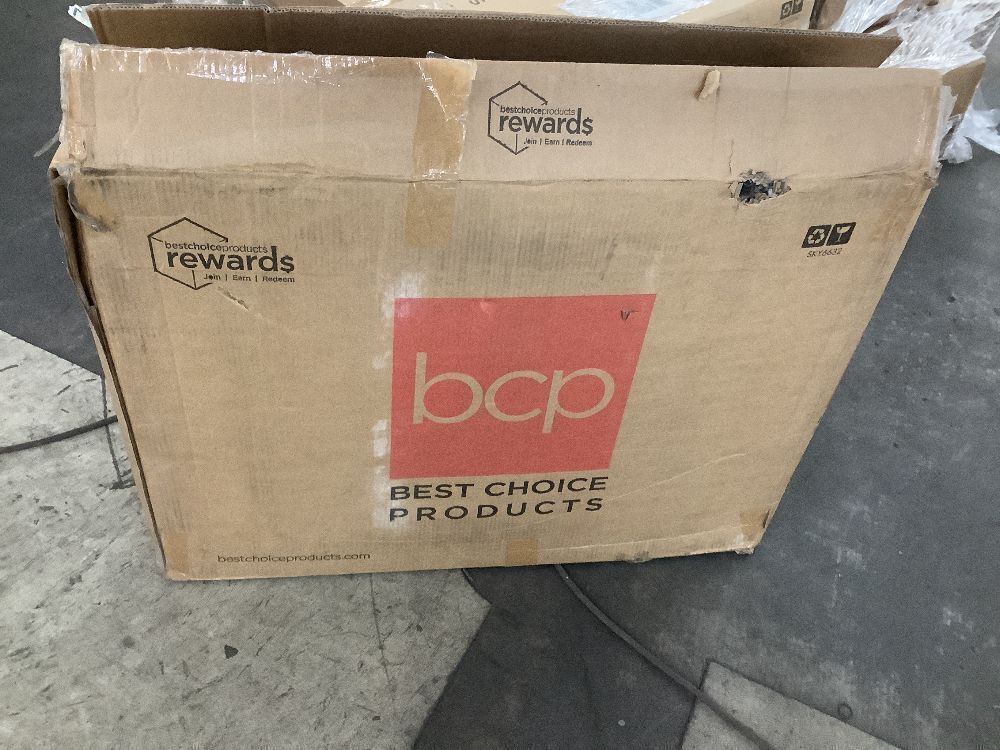 bestchoiceproducts
rewards
Join | Earn | Redeem
bestchoiceproducts
rewards
Join | Earn | Redeem
SKY6632
bcp
BEST CHOICE
PRODUCTS
bestchoiceproducts.com